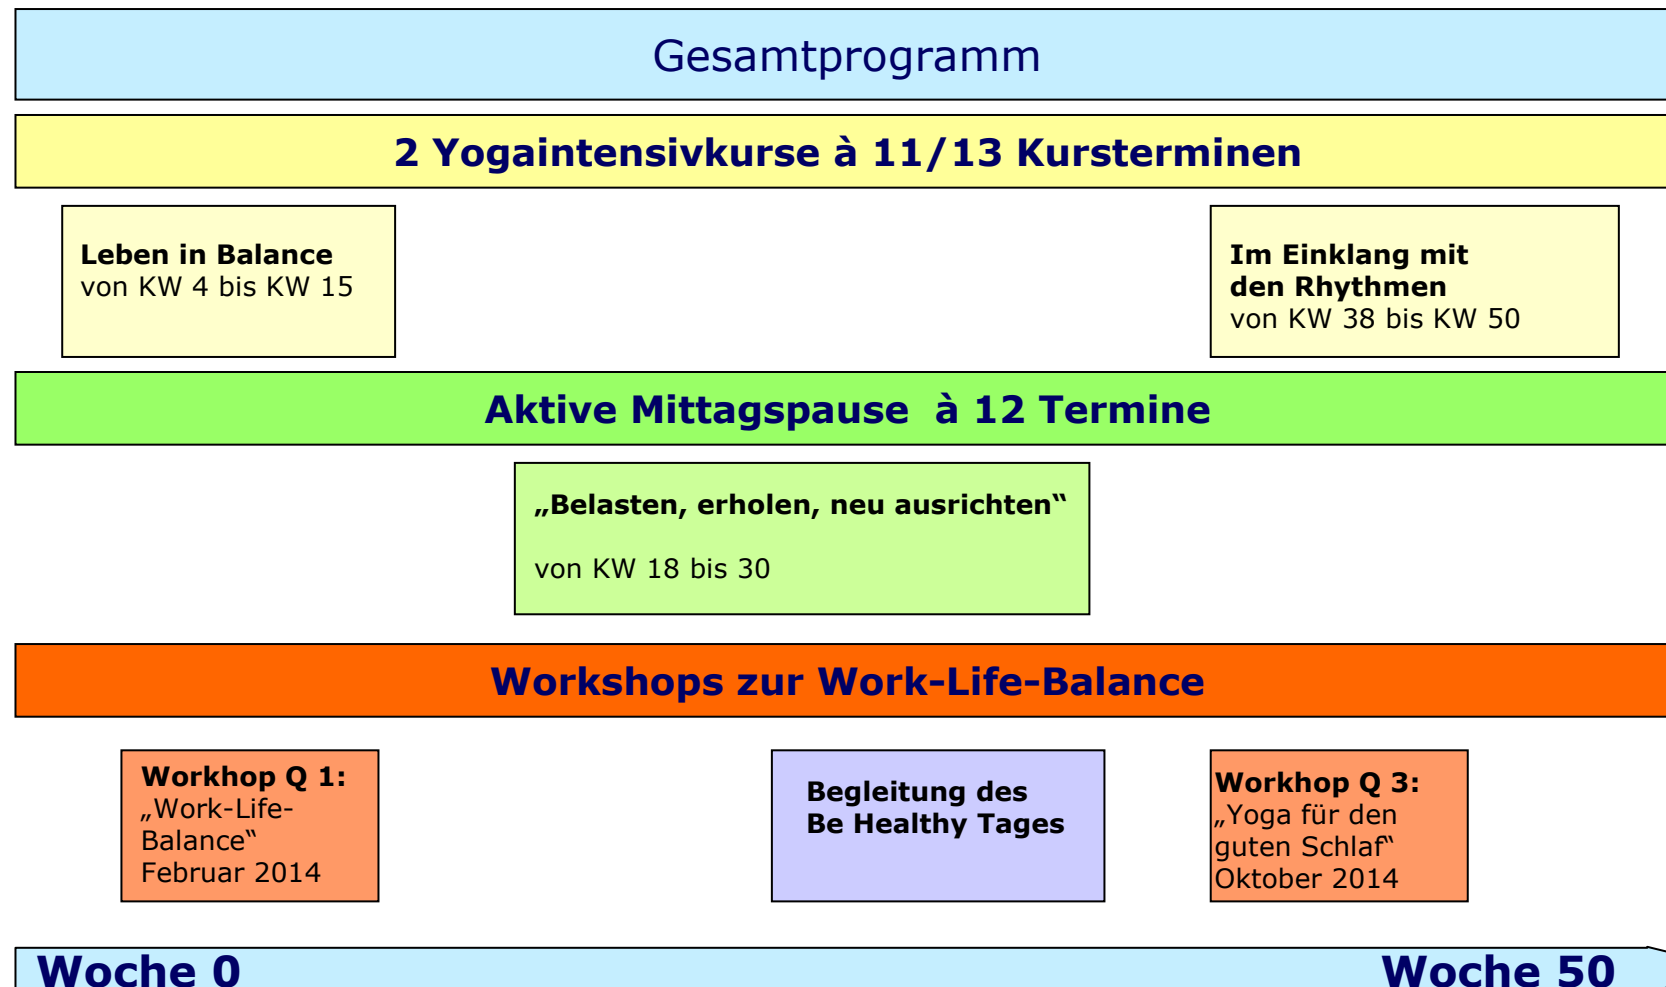 Gesamtprogramm
2 Yogaintensivkurse à 11/13 Kursterminen
Leben in Balance
von KW 4 bis KW 15
Im Einklang mit
den Rhythmen
von KW 38 bis KW 50
Aktive Mittagspause  à 12 Termine
„Belasten, erholen, neu ausrichten“
von KW 18 bis 30
Workshops zur Work-Life-Balance
Workhop Q 1:
„Work-Life-
Balance“
Februar 2014
Begleitung des
Be Healthy Tages
Workhop Q 3:
„Yoga für den
guten Schlaf“
Oktober 2014
Woche 0
Woche 50